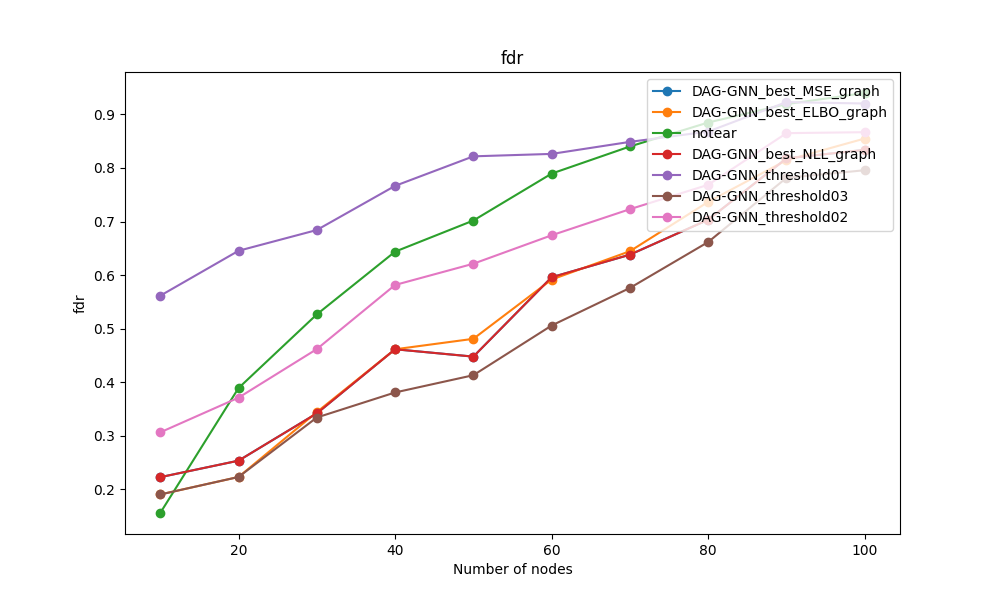 fdr
DAG-GNN_best_MSE_graph
DAG-GNN_best_ELBO_graph
notear
DAG-GNN_best_NLL_graph
DAG-GNN_threshold01
DAG-GNN_threshold03
DAG-GNN_threshold02
fdr
0.9
0.8
0.7
0.6
0.5
0.4
0.3
0.2
20 40 60 80 100
Number of nodes